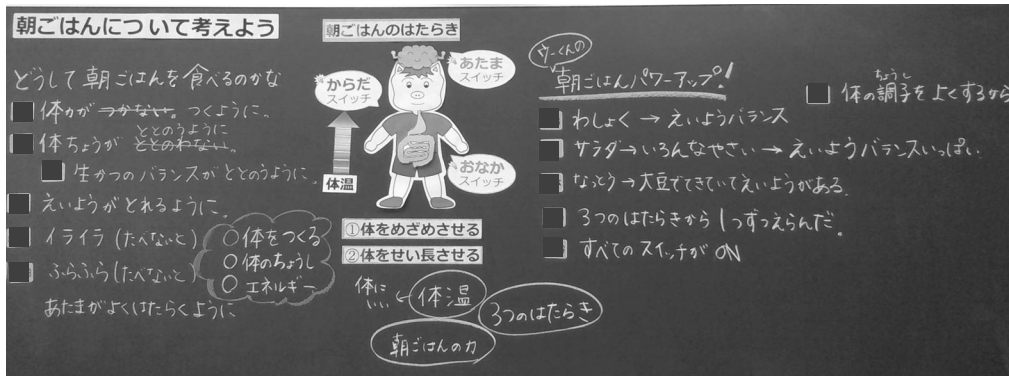 朝ごはんについて考えよう
どうして朝ごはんを食べるのかな
体力が つかない。つくように。
体ちょうが ととのわない。
ととのうように
生かつのバランスがととのうように
えいようがとれるように。
イライラ(たべないと)
ふらふら(たべないと)
あたまがよくはたらくように
○体をつくる
○体のちょうし
○エネルギー
朝ごはんのはたらき
あたま
スイッチ
からだ
スイッチ
おなか
スイッチ
体温
①体をめざめさせる
②体をせい長させる
体に
いい
←体温
3つのはたらき
朝ごはんの力
ウーくんの
朝ごはんパワーアップ!
わしょく→えいようバランス
サラダ→いろんなやさい→えいようバランスいっぱい.
なっとう→大豆でできていてえいようがある.
3つのはたらきから1つずつえらんだ。
すべてのスイッチがON
ちょうし
体の調子をよくするから